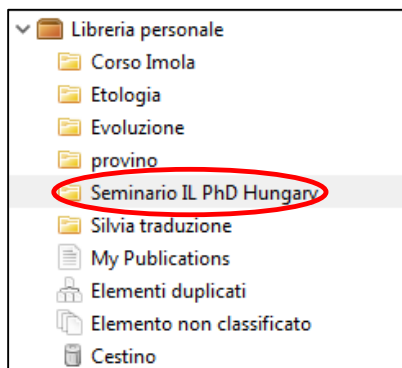 Libreria personale
Corso Imola
Etologia
Evoluzione
provino
Seminario IL PhD Hungary
Silvia traduzione
My Publications
Elementi duplicati
Elemento non classificato
Cestino